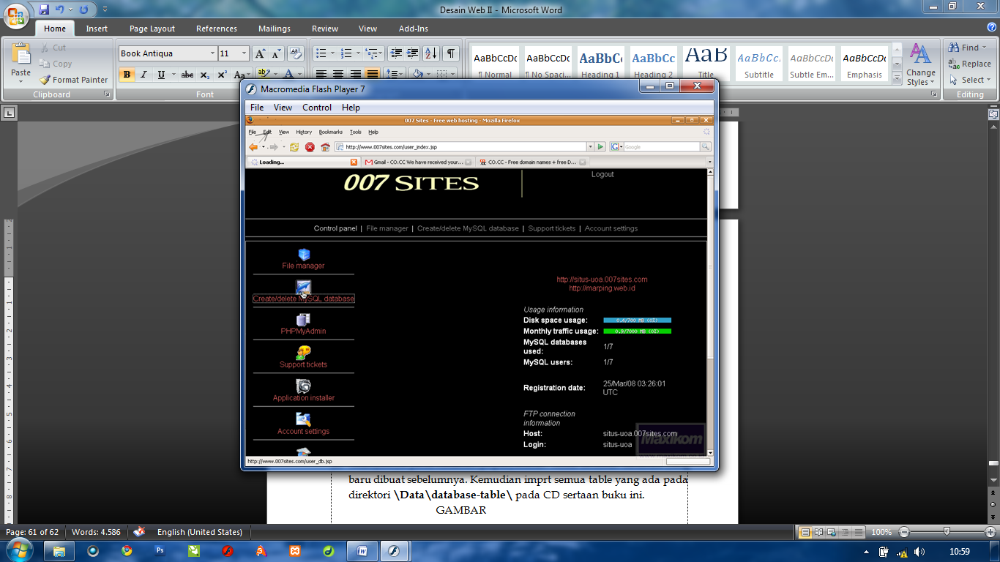 Desain Web II - Microsoft Word
Home Insert Page Layout References Mailings Review View Add-Ins
Paste
Cut
Copy
Format Painter
Clipboard
Book Antiqua 11
Font
AaBbCcDc AaBbCcDc AaBbC AaBbCc AaB AaBbCc. AaBbCcDc AaBbCcDc
¶ Normal ¶ No Spaci... Heading 1 Heading 2 Title Subtitle Subtle Em... Emphasis
Change Styles
Find
Replace
Select
Editing
Macromedia Flash Player 7
File View Control Help
007 Sites - Free web hosting - Mozilla Firefox
File Edit View History Bookmarks Tools Help
http://www.007sites.com/user_index.jsp
Google
Loading... Gmail - CO.CC We have received your... CO.CC - Free domain names + free D...
007 SITES
Logout
Control panel | File manager | Create/delete MySQL database | Support tickets | Account settings
File manager
Create/delete MySQL database
PHPMyAdmin
Support tickets
Application installer
Account settings
http://situs-uoa.007sites.com
http://marping.web.id
Usage information
Disk space usage: 0.4/700 MB (0%)
Monthly traffic usage: 0.9/7000 MB (0%)
MySQL databases used: 1/7
MySQL users: 1/7
Registration date: 25/Mar/08 03:26:01 UTC
FTP connection information
Host: situs-uoa.007sites.com
Login: situs-uoa
Maxikom
http://www.007sites.com/user_db.jsp
baru dibuat sebelumnya. Kemudian imprt semua table yang ada pada
direktori \Data\database-table\ pada CD sertaan buku ini.
GAMBAR
Page: 61 of 62 Words: 4.586 English (United States) 100%
10:59